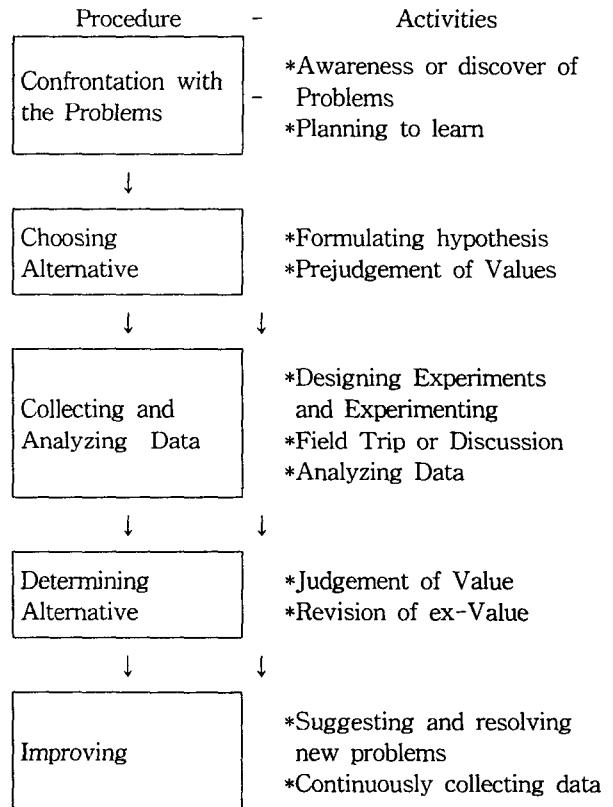 Procedure - Activities
Confrontation with
the Problems
-
*Awareness or discover of
Problems
*Planning to learn
↓
Choosing
Alternative
*Formulating hypothesis
*Prejudgement of Values
↓ ↓
Collecting and
Analyzing Data
*Designing Experiments
and Experimenting
*Field Trip or Discussion
*Analyzing Data
↓ ↓
Determining
Alternative
*Judgement of Value
*Revision of ex-Value
↓ ↓
Improving
*Suggesting and resolving
new problems
*Continuously collecting data